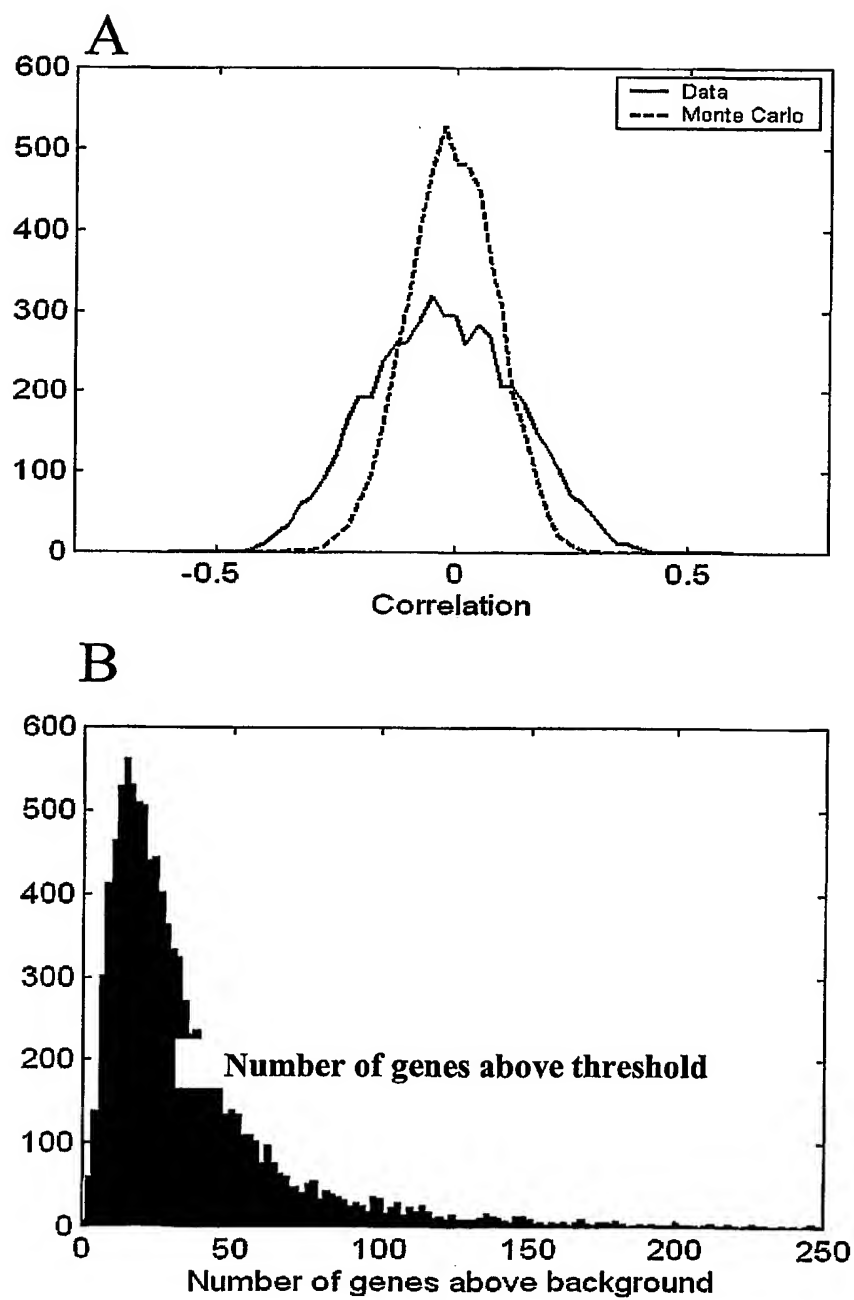 A
600
500
400
300
200
100
0
Data
Monte Carlo
-0.5 0 0.5
Correlation
B
600
500
400
300
200
100
0
Number of genes above threshold
0 50 100 150 200 250
Number of genes above background